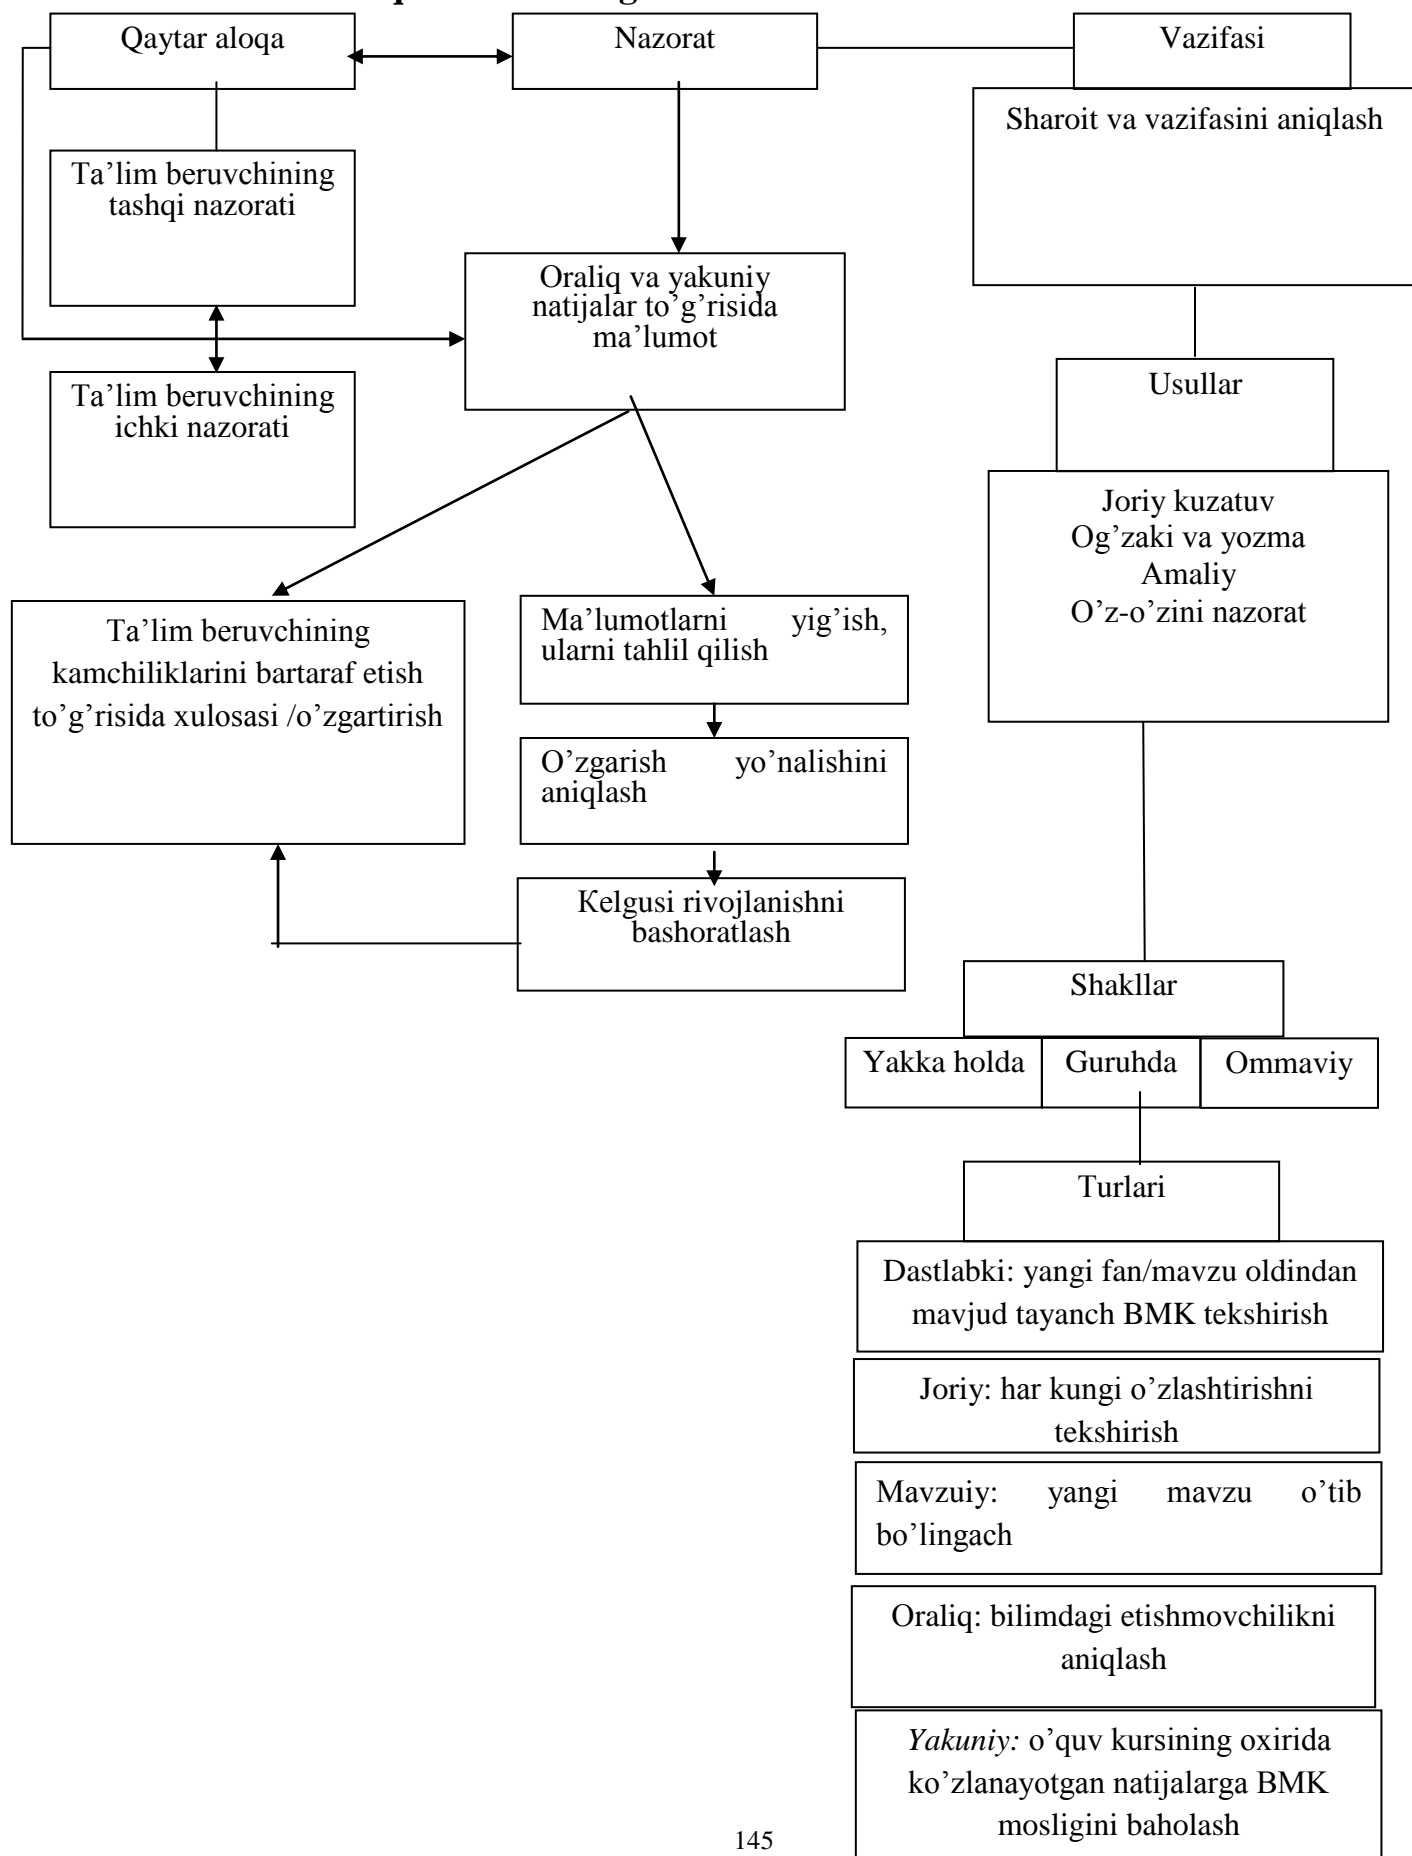 Qaytar aloqa
Nazorat
Vazifasi
Sharoit va vazifasini aniqlash
Ta’lim beruvchining
tashqi nazorati
Oraliq va yakuniy
natijalar to’g’risida
ma’lumot
Ta’lim beruvchining
ichki nazorati
Usullar
Joriy kuzatuv
Og’zaki va yozma
Amaliy
O’z-o’zini nazorat
Ta’lim beruvchining
kamchiliklarini bartaraf etish
to’g’risida xulosasi /o’zgartirish
Ma’lumotlarni yig’ish,
ularni tahlil qilish
O’zgarish yo’nalishini
aniqlash
Kelgusi rivojlanishni
bashoratlash
Shakllar
Yakka holda
Guruhda
Ommaviy
Turlari
Dastlabki: yangi fan/mavzu oldindan
mavjud tayanch BMK tekshirish
Joriy: har kungi o’zlashtirishni
tekshirish
Mavzuiy: yangi mavzu o’tib
bo’lingach
Oraliq: bilimdagi etishmovchilikni
aniqlash
Yakuniy: o’quv kursining oxirida
ko’zlanayotgan natijalarga BMK
mosligini baholash
145